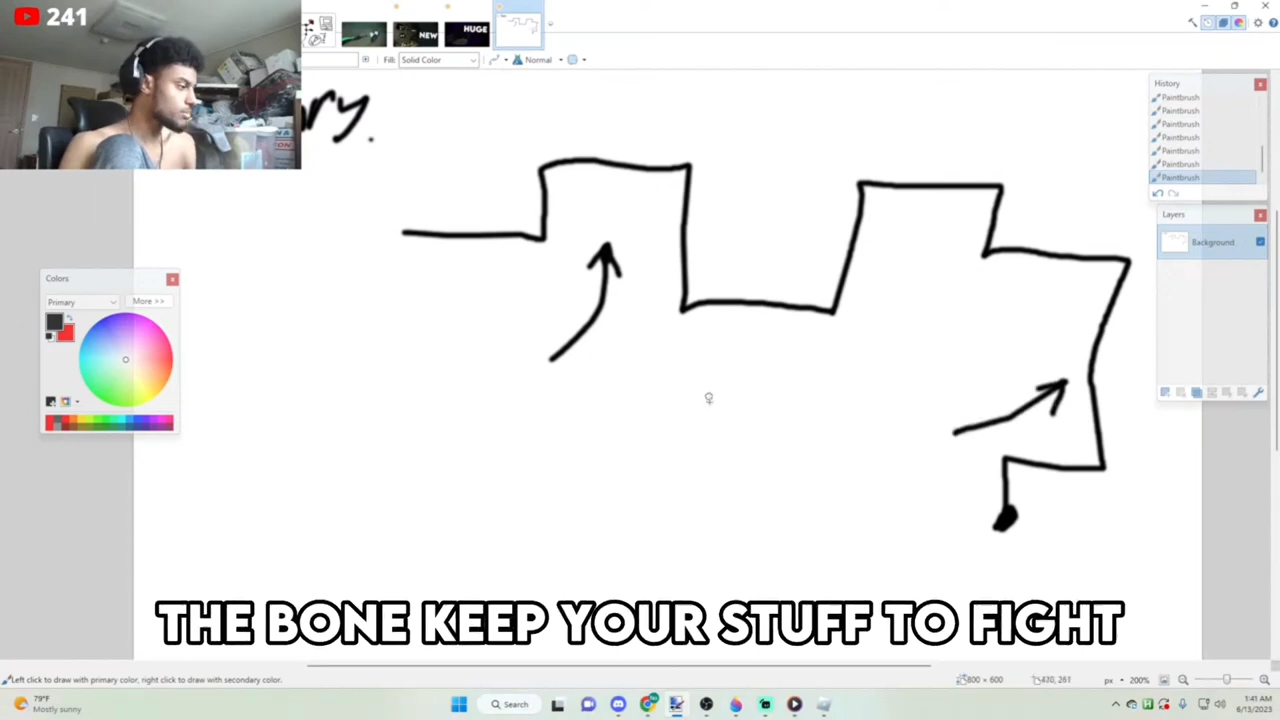 241
NEW
HUGE
Fill:
Solid Color
Normal
ry.
History
Paintbrush
Paintbrush
Paintbrush
Paintbrush
Paintbrush
Paintbrush
Paintbrush
Layers
Background
Colors
Primary
More >>
THE BONE KEEP YOUR STUFF TO FIGHT
Left click to draw with primary color, right click to draw with secondary color.
800 × 600
430, 261
px
200%
79°F
Mostly sunny
Search
1:41 AM
6/13/2023